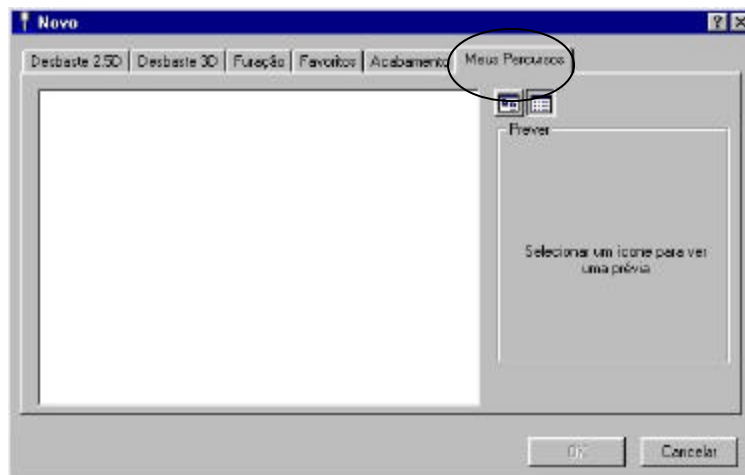 Novo
Desbaste 2.5D Desbaste 3D Furação Favoritos Acabamento Meus Percursos
Prever
Selecionar um ícone para ver
uma prévia
OK Cancelar